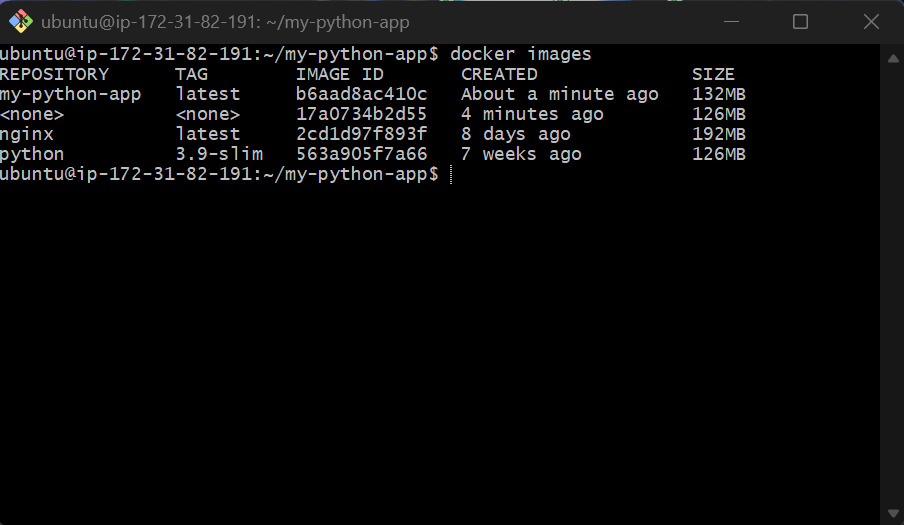 ubuntu@ip-172-31-82-191: ~/my-python-app
ubuntu@ip-172-31-82-191:~/my-python-app$ docker images
REPOSITORY      TAG        IMAGE ID       CREATED              SIZE
my-python-app   latest     b6aad8ac410c   About a minute ago   132MB
<none>          <none>     17a0734b2d55   4 minutes ago        126MB
nginx           latest     2cd1d97f893f   8 days ago           192MB
python          3.9-slim   563a905f7a66   7 weeks ago          126MB
ubuntu@ip-172-31-82-191:~/my-python-app$